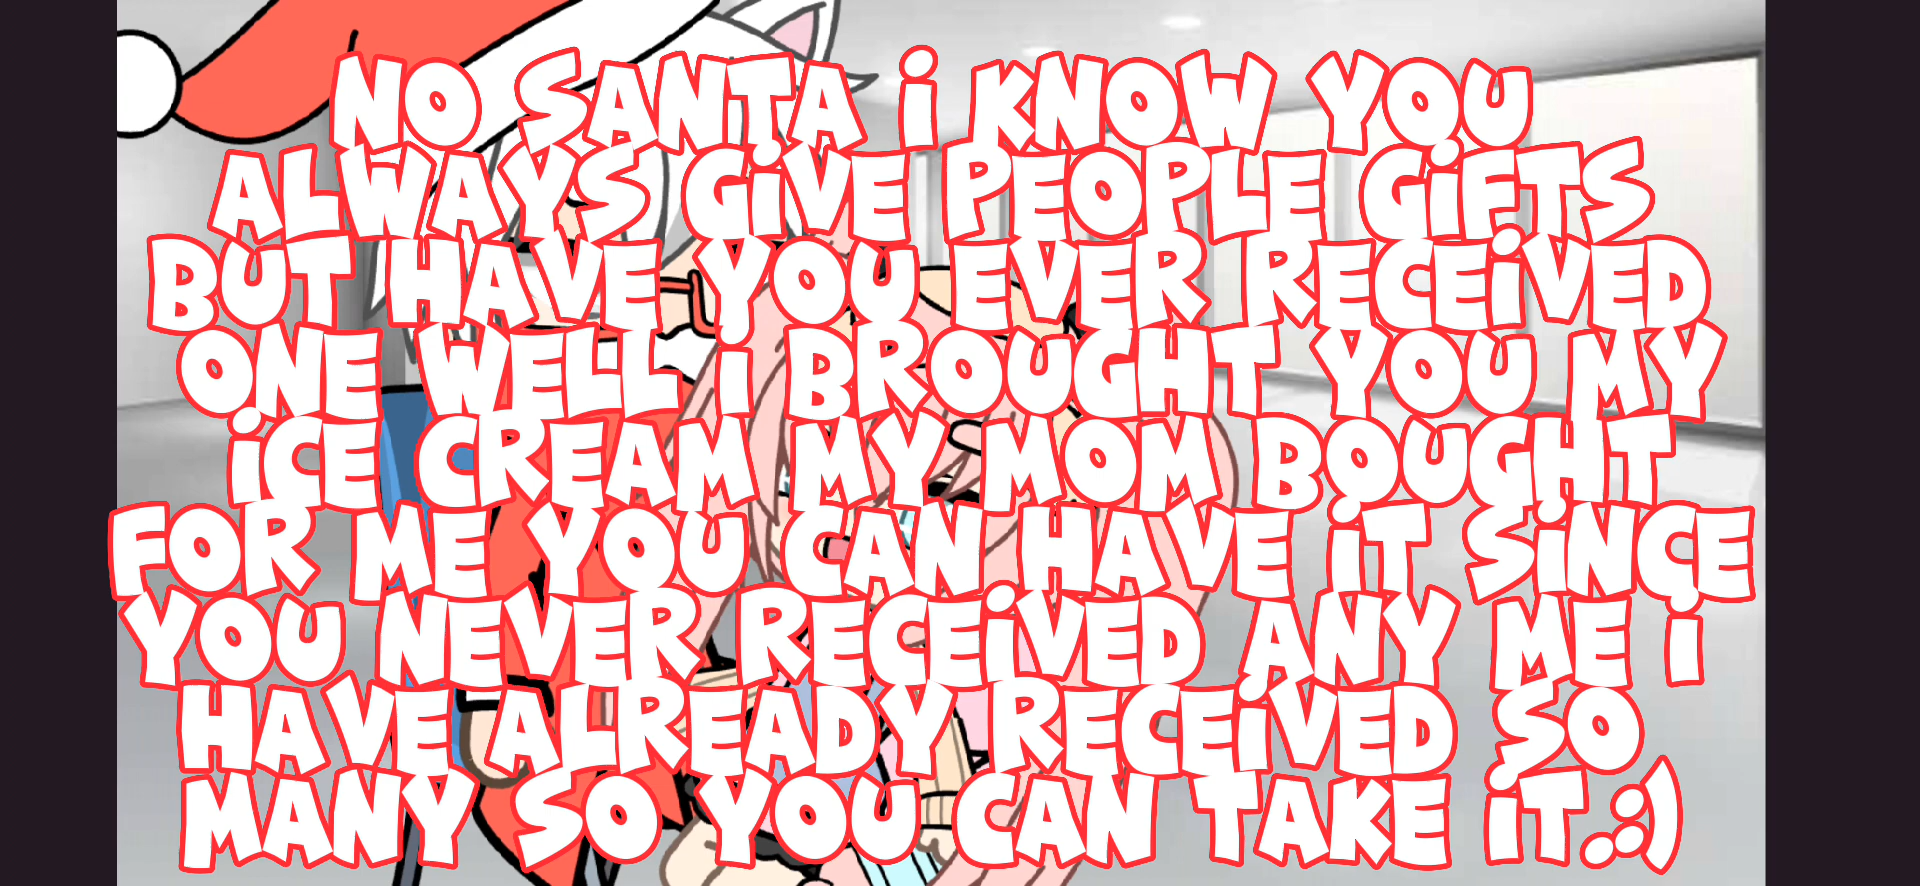 NO SANTA i KNOW YOU
ALWAYS GiVE PEOPLE GiFTS
BUT HAVE YOU EVER RECEiVED
ONE WELL i BROUGHT YOU MY
iCE CREAM MY MOM BOUGHT
FOR ME YOU CAN HAVE iT SiNCE
YOU NEVER RECEiVED ANY ME i
HAVE ALREADY RECEiVED SO
MANY SO YOU CAN TAKE iT.:)